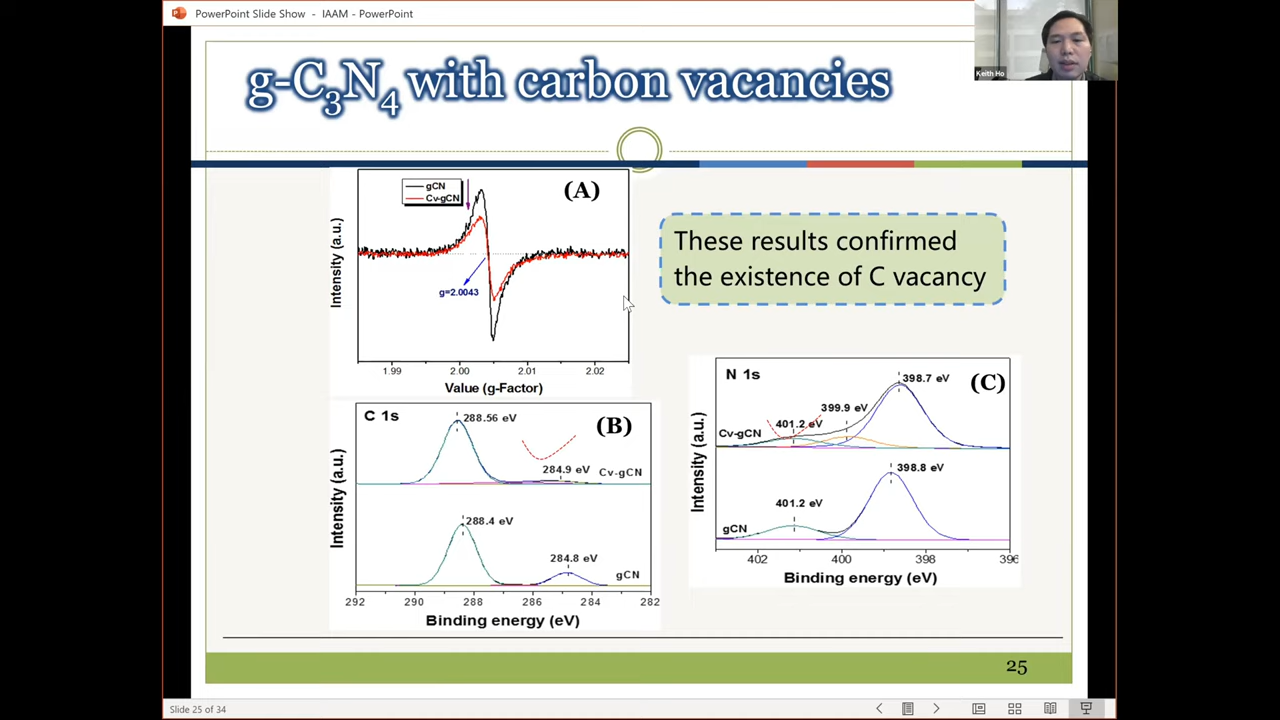 PowerPoint Slide Show - IAAM - PowerPoint
Keith Ho
g-C₃N₄ with carbon vacancies
gCN
Cv-gCN
(A)
g=2.0043
Intensity (a.u.)
1.99 2.00 2.01 2.02
Value (g-Factor)
These results confirmed
the existence of C vacancy
C 1s
(B)
288.56 eV
284.9 eV
Cv-gCN
288.4 eV
284.8 eV
gCN
Intensity (a.u.)
292 290 288 286 284 282
Binding energy (eV)
N 1s
(C)
398.7 eV
399.9 eV
401.2 eV
Cv-gCN
398.8 eV
401.2 eV
gCN
Intensity (a.u.)
402 400 398 396
Binding energy (eV)
25
Slide 25 of 34